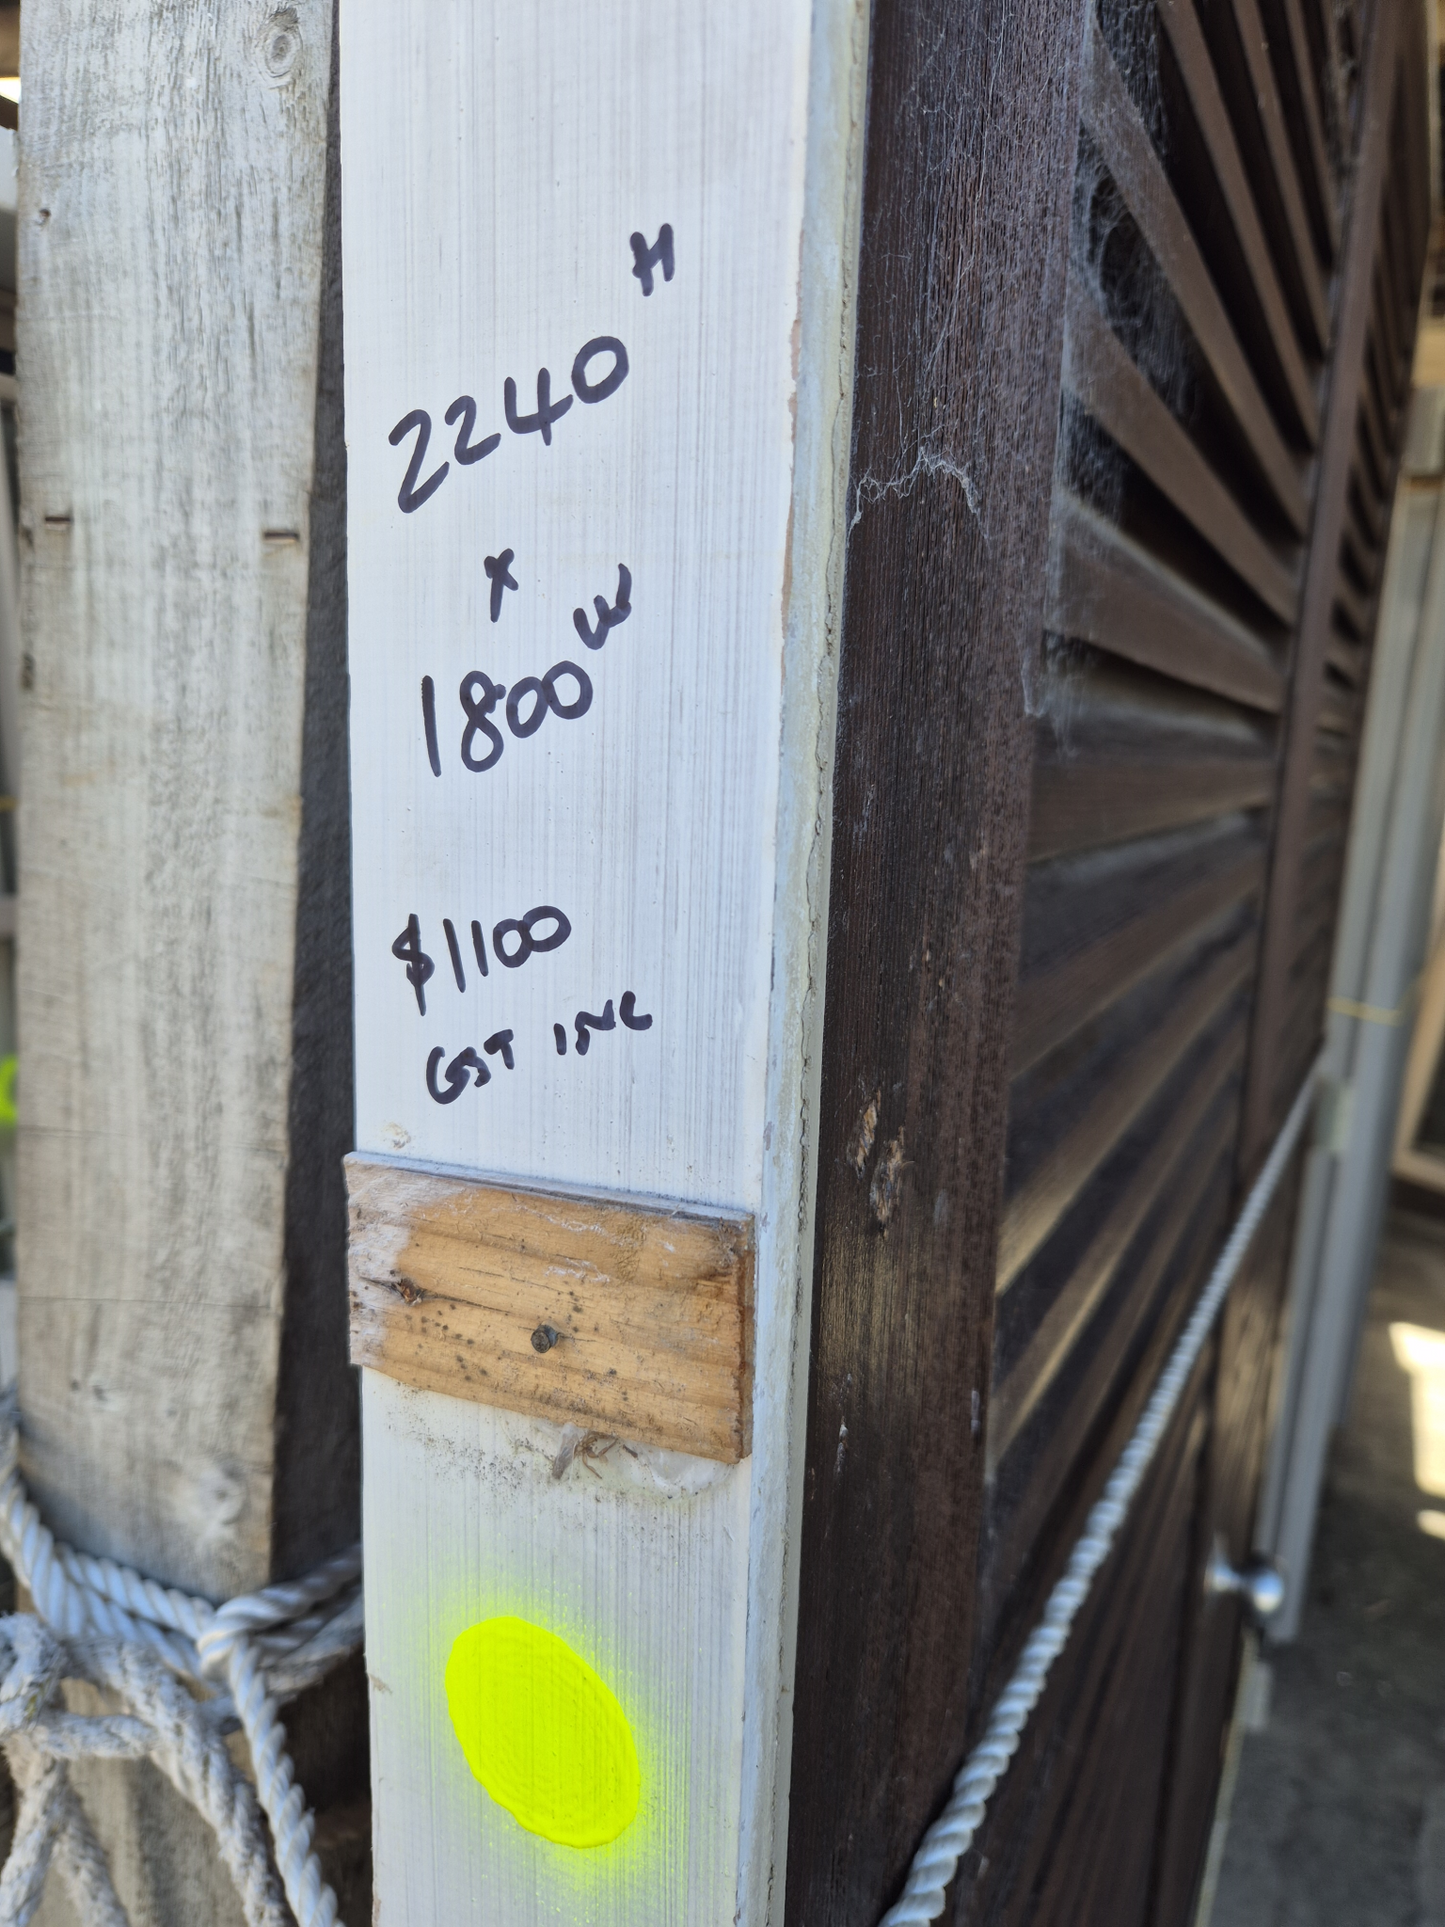 2240 H
x
1800 W
$1100
GST INC